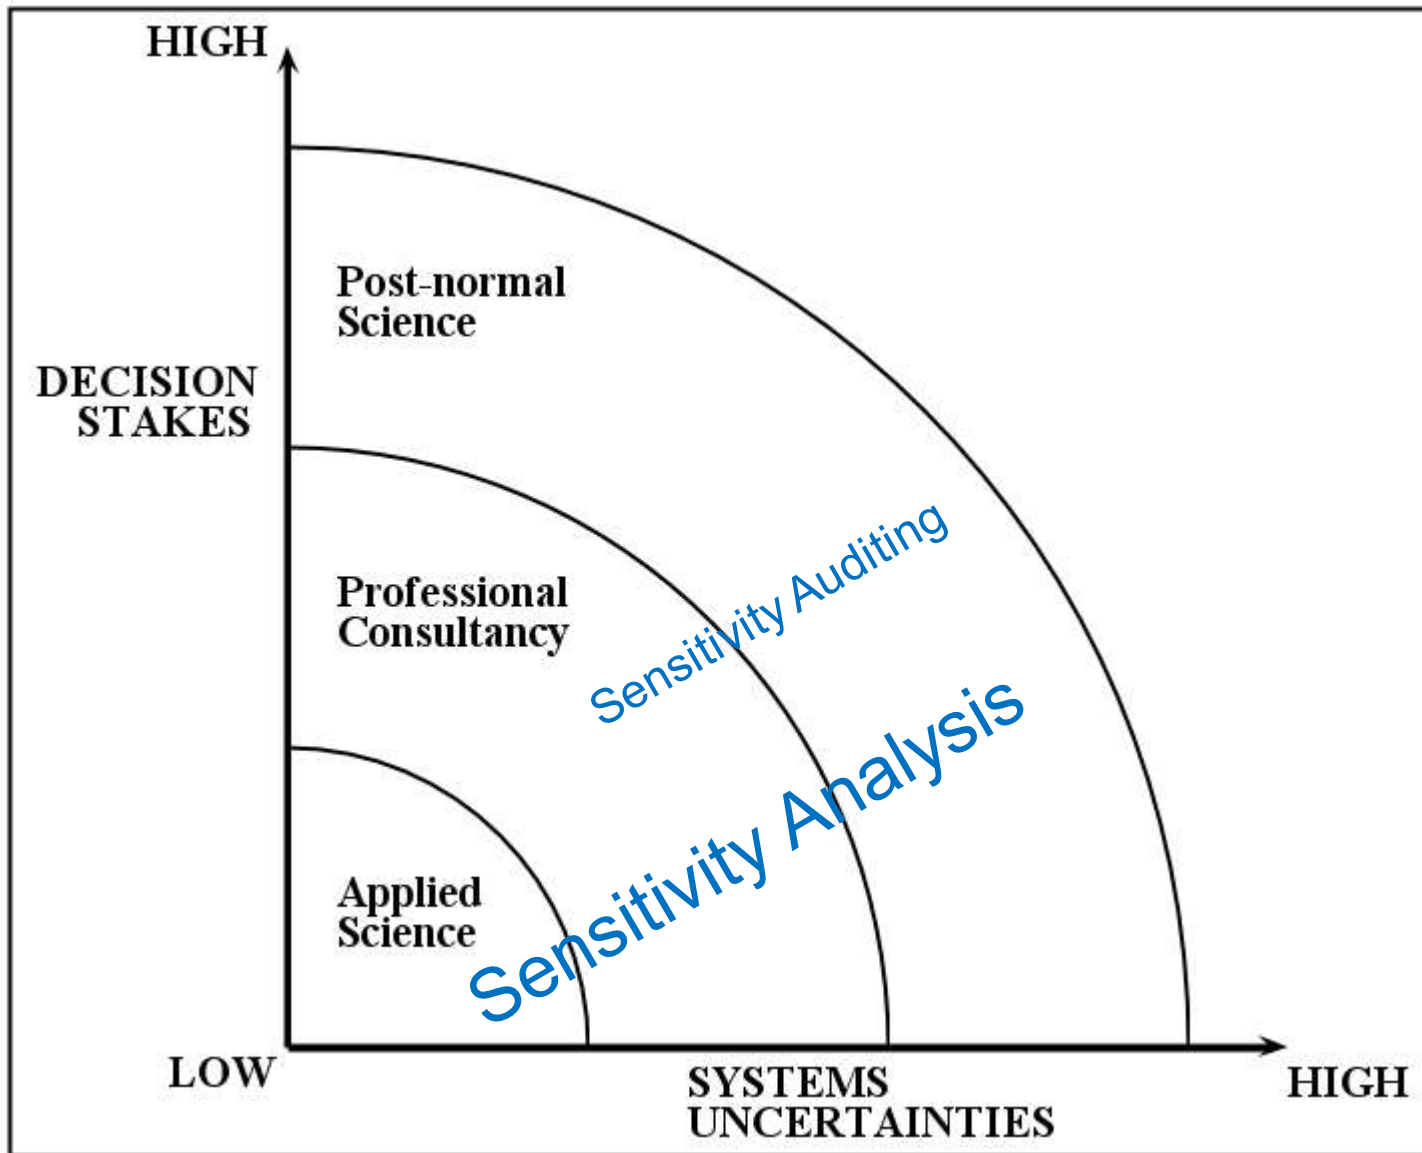 HIGH
Post-normal
Science
DECISION
STAKES
Sensitivity Auditing
Professional
Consultancy
Sensitivity Analysis
Applied
Science
LOW
SYSTEMS
UNCERTAINTIES
HIGH